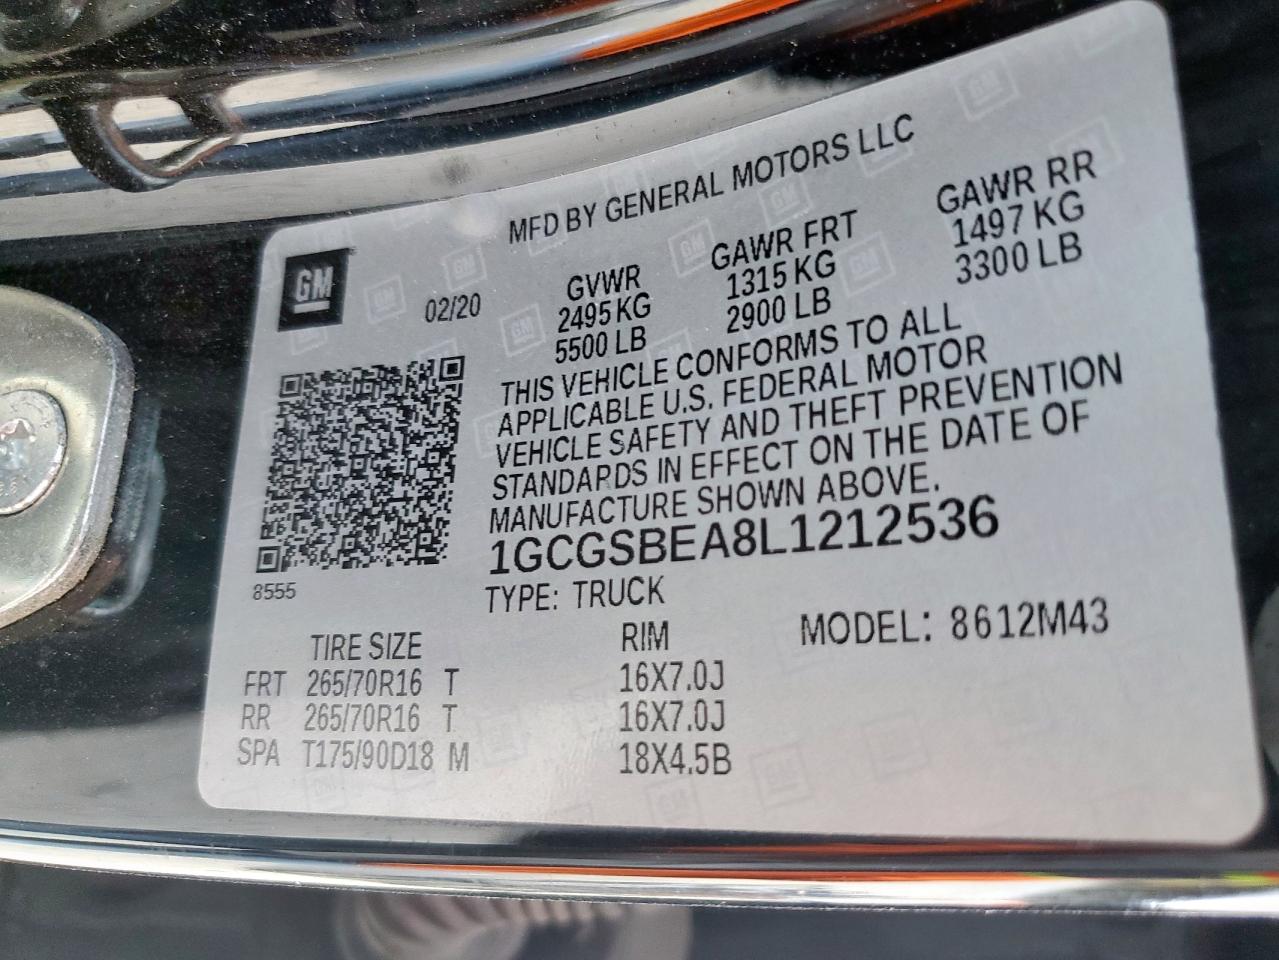 MFD BY GENERAL MOTORS LLC
GM
02/20
GVWR GAWR FRT GAWR RR
2495 KG 1315 KG 1497 KG
5500 LB 2900 LB 3300 LB
THIS VEHICLE CONFORMS TO ALL
APPLICABLE U.S. FEDERAL MOTOR
VEHICLE SAFETY AND THEFT PREVENTION
STANDARDS IN EFFECT ON THE DATE OF
MANUFACTURE SHOWN ABOVE.
1GCGSBEA8L1212536
8555
TYPE: TRUCK
TIRE SIZE RIM MODEL: 8612M43
FRT 265/70R16 T 16X7.0J
RR 265/70R16 T 16X7.0J
SPA T175/90D18 M 18X4.5B